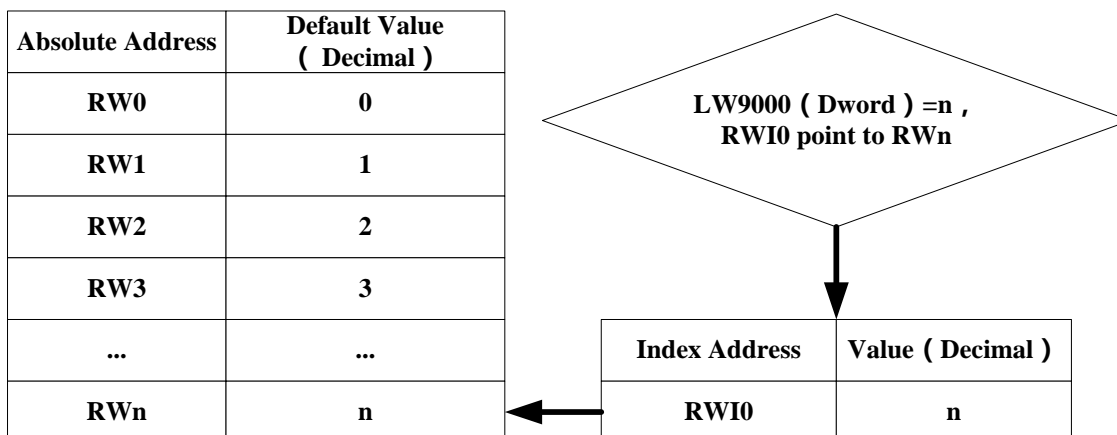 Absolute Address Default Value
( Decimal )
RW0 0
RW1 1
RW2 2
RW3 3
... ...
RWn n
LW9000 ( Dword ) =n ,
RWI0 point to RWn
Index Address Value ( Decimal )
RWI0 n